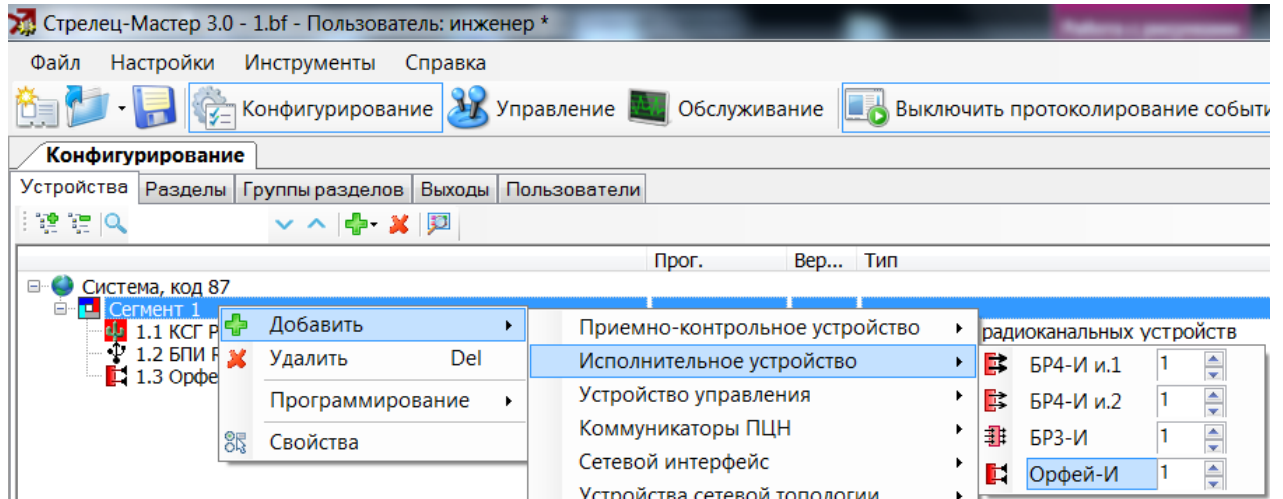 Стрелец-Мастер 3.0 - 1.bf - Пользователь: инженер *
Файл Настройки Инструменты Справка
Конфигурирование Управление Обслуживание Выключить протоколирование событи
Конфигурирование
Устройства Разделы Группы разделов Выходы Пользователи
Прог. Вер... Тип
Система, код 87
Сегмент 1
Добавить Приемно-контрольное устройство радиоканальных устройств
1.1 КСГ Р
1.2 БПИ Удалить Del Исполнительное устройство БР4-И и.1 1
1.3 Орфе Программирование Устройство управления БР4-И и.2 1
Свойства Коммуникаторы ПЦН БР3-И 1
Сетевой интерфейс Орфей-И 1
Устройства сетевой топологии